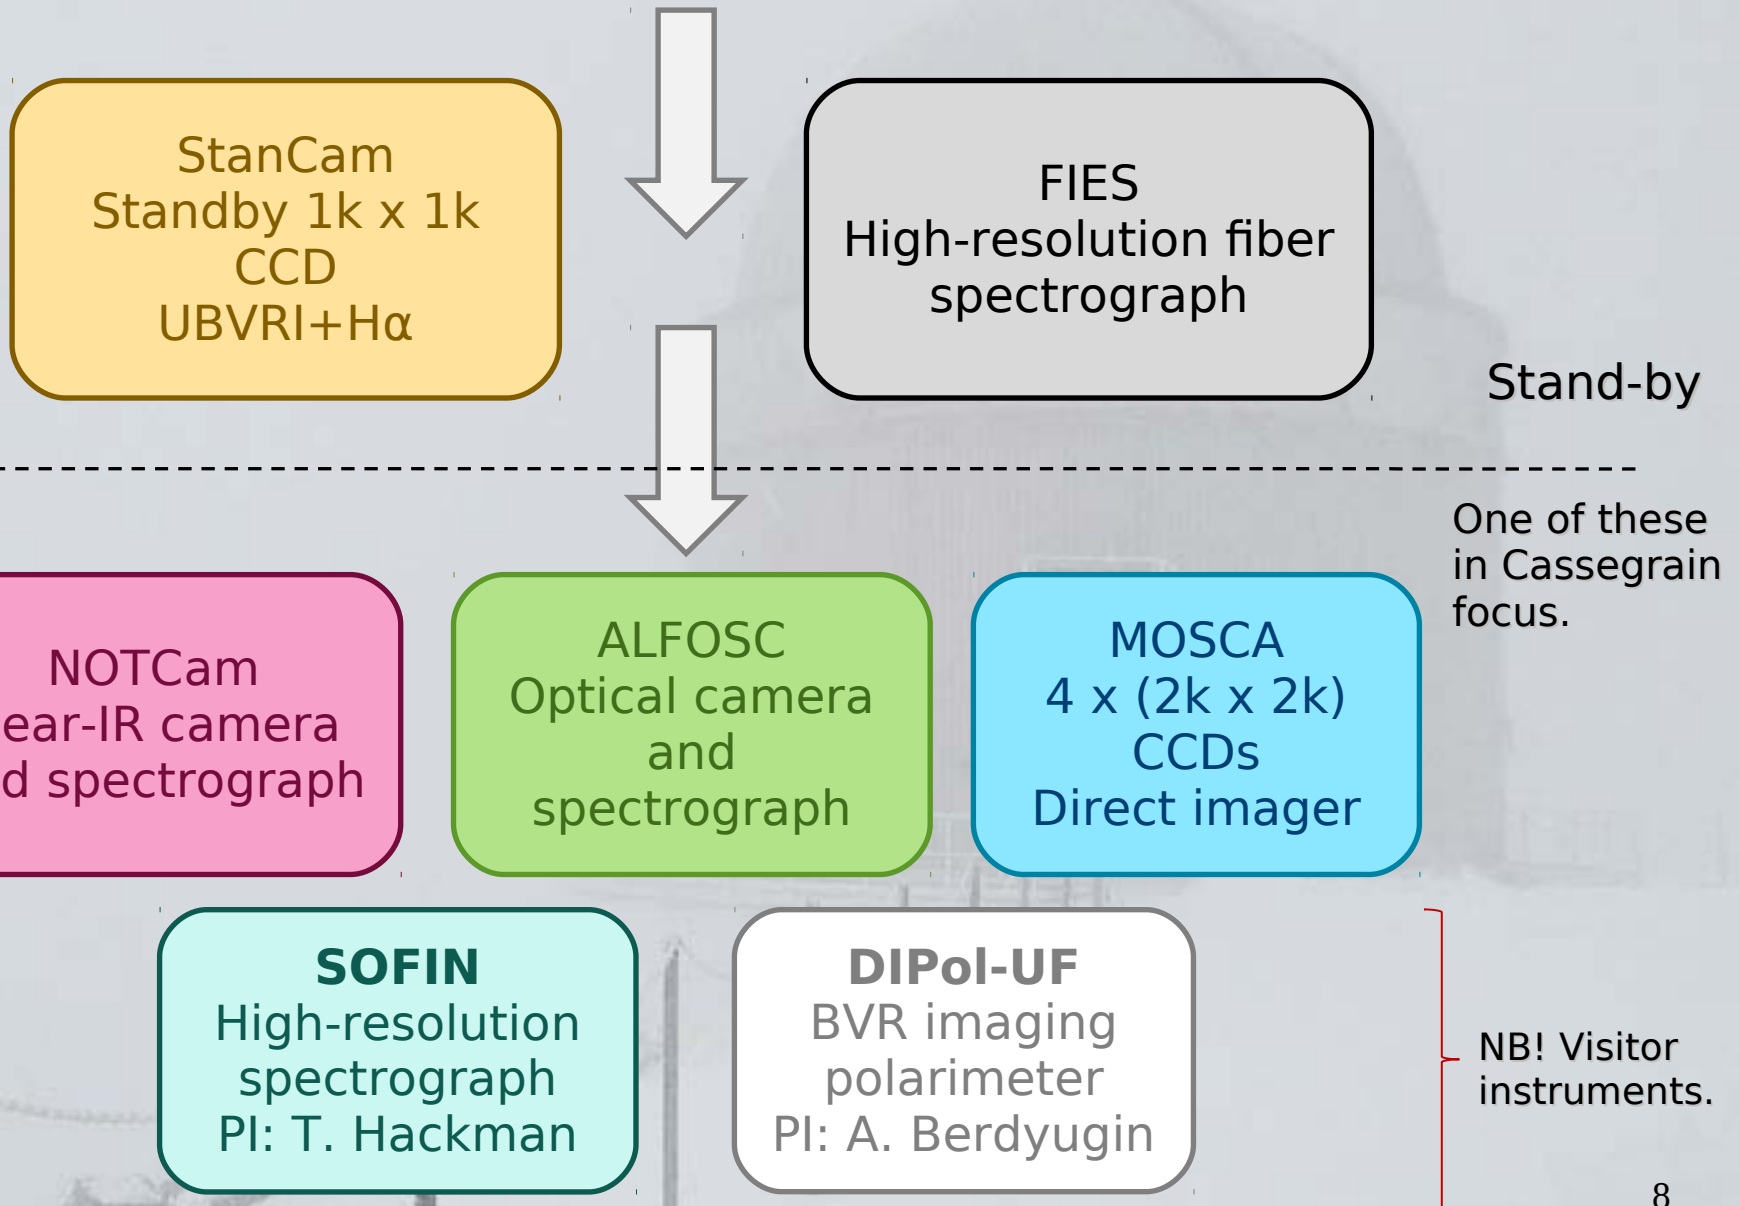 StanCam
Standby 1k x 1k
CCD
UBVRI+Hα
FIES
High-resolution fiber
spectrograph
Stand-by
One of these
in Cassegrain
focus.
NOTCam
ear-IR camera
d spectrograph
ALFOSC
Optical camera
and
spectrograph
MOSCA
4 x (2k x 2k)
CCDs
Direct imager
SOFIN
High-resolution
spectrograph
PI: T. Hackman
DIPol-UF
BVR imaging
polarimeter
PI: A. Berdyugin
NB! Visitor
instruments.
8